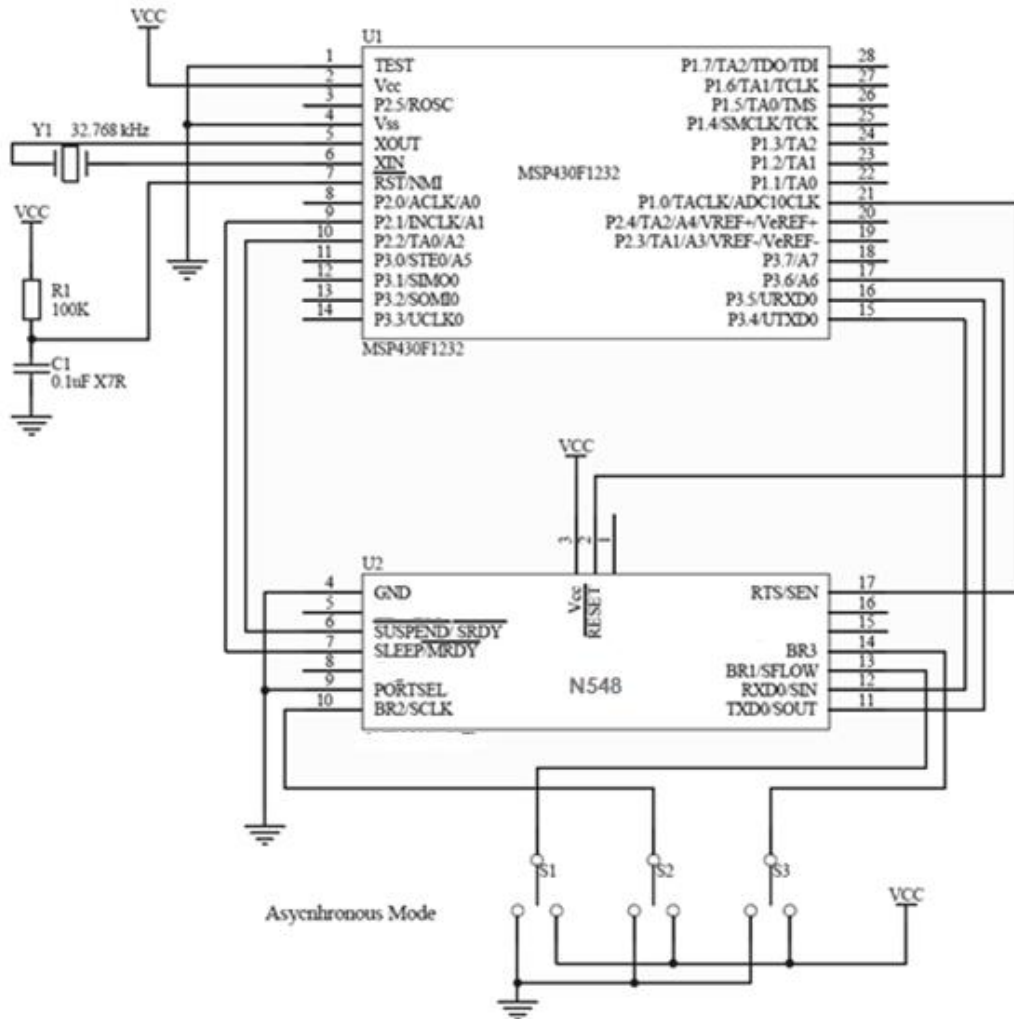 VCC
U1
1 TEST
2 Vcc
3 P2.5/ROSC
4 Vss
5 XOUT
6 XIN
7 RST/NMI
8 P2.0/ACLK/A0
9 P2.1/INCLK/A1
10 P2.2/TA0/A2
11 P3.0/STE0/A5
12 P3.1/SIMO0
13 P3.2/SOMI0
14 P3.3/UCLK0
P1.7/TA2/TDO/TDI 28
P1.6/TA1/TCLK 27
P1.5/TA0/TMS 26
P1.4/SMCLK/TCK 25
P1.3/TA2 24
P1.2/TA1 23
P1.1/TA0 22
P1.0/TACLK/ADC10CLK 21
P2.4/TA2/A4/VREF+/VeREF+ 20
P2.3/TA1/A3/VREF-/VeREF- 19
P3.7/A7 18
P3.6/A6 17
P3.5/URXD0 16
P3.4/UTXD0 15
MSP430F1232
MSP430F1232
Y1 32.768 kHz
VCC
R1
100K
C1
0.1uF X7R
VCC
3 2 1
Vcc
RESET
U2
4 GND
5
6 SUSPEND/SRDY
7 SLEEP/MRDY
8
9 PORTSEL
10 BR2/SCLK
N548
RTS/SEN 17
16
15
BR3 14
BR1/SFLOW 13
RXD0/SIN 12
TXD0/SOUT 11
S1
S2
S3
VCC
Asycnhronous Mode